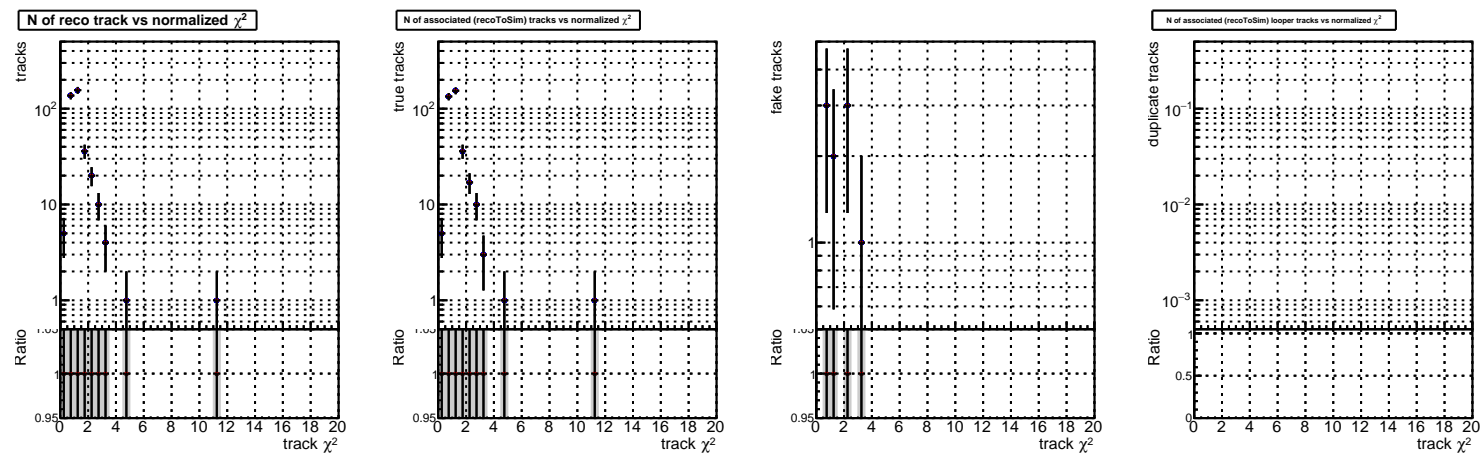 N of reco track vs normalized χ²
tracks
10²
10
1
Ratio
1.05
1
0.95
0 2 4 6 8 10 12 14 16 18 20
track χ²
N of associated (recoToSim) tracks vs normalized χ²
true tracks
10²
10
1
Ratio
1.05
1
0.95
0 2 4 6 8 10 12 14 16 18 20
track χ²
fake tracks
1
Ratio
1.05
1
0.95
0 2 4 6 8 10 12 14 16 18 20
track χ²
N of associated (recoToSim) looper tracks vs normalized χ²
duplicate tracks
10⁻¹
10⁻²
10⁻³
Ratio
1
0.5
0
0 2 4 6 8 10 12 14 16 18 20
track χ²